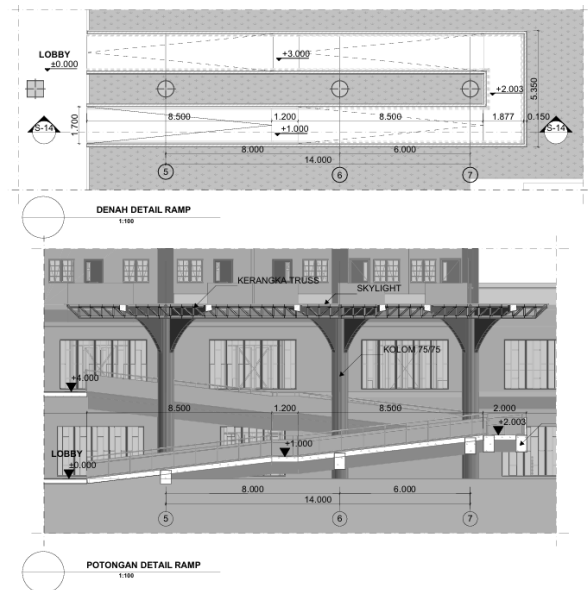 LOBBY
±0.000
+3.000
+2.003
5.350
8.500 1.200 8.500 1.877 0.150
1.700
+1.000
S-14 S-14
8.000 6.000
14.000
5 6 7
DENAH DETAIL RAMP
1:100
KERANGKA TRUSS
SKYLIGHT
KOLOM 75/75
+4.000
8.500 1.200 8.500 2.000
+2.003
+1.000
LOBBY
±0.000
8.000 6.000
14.000
5 6 7
POTONGAN DETAIL RAMP
1:100